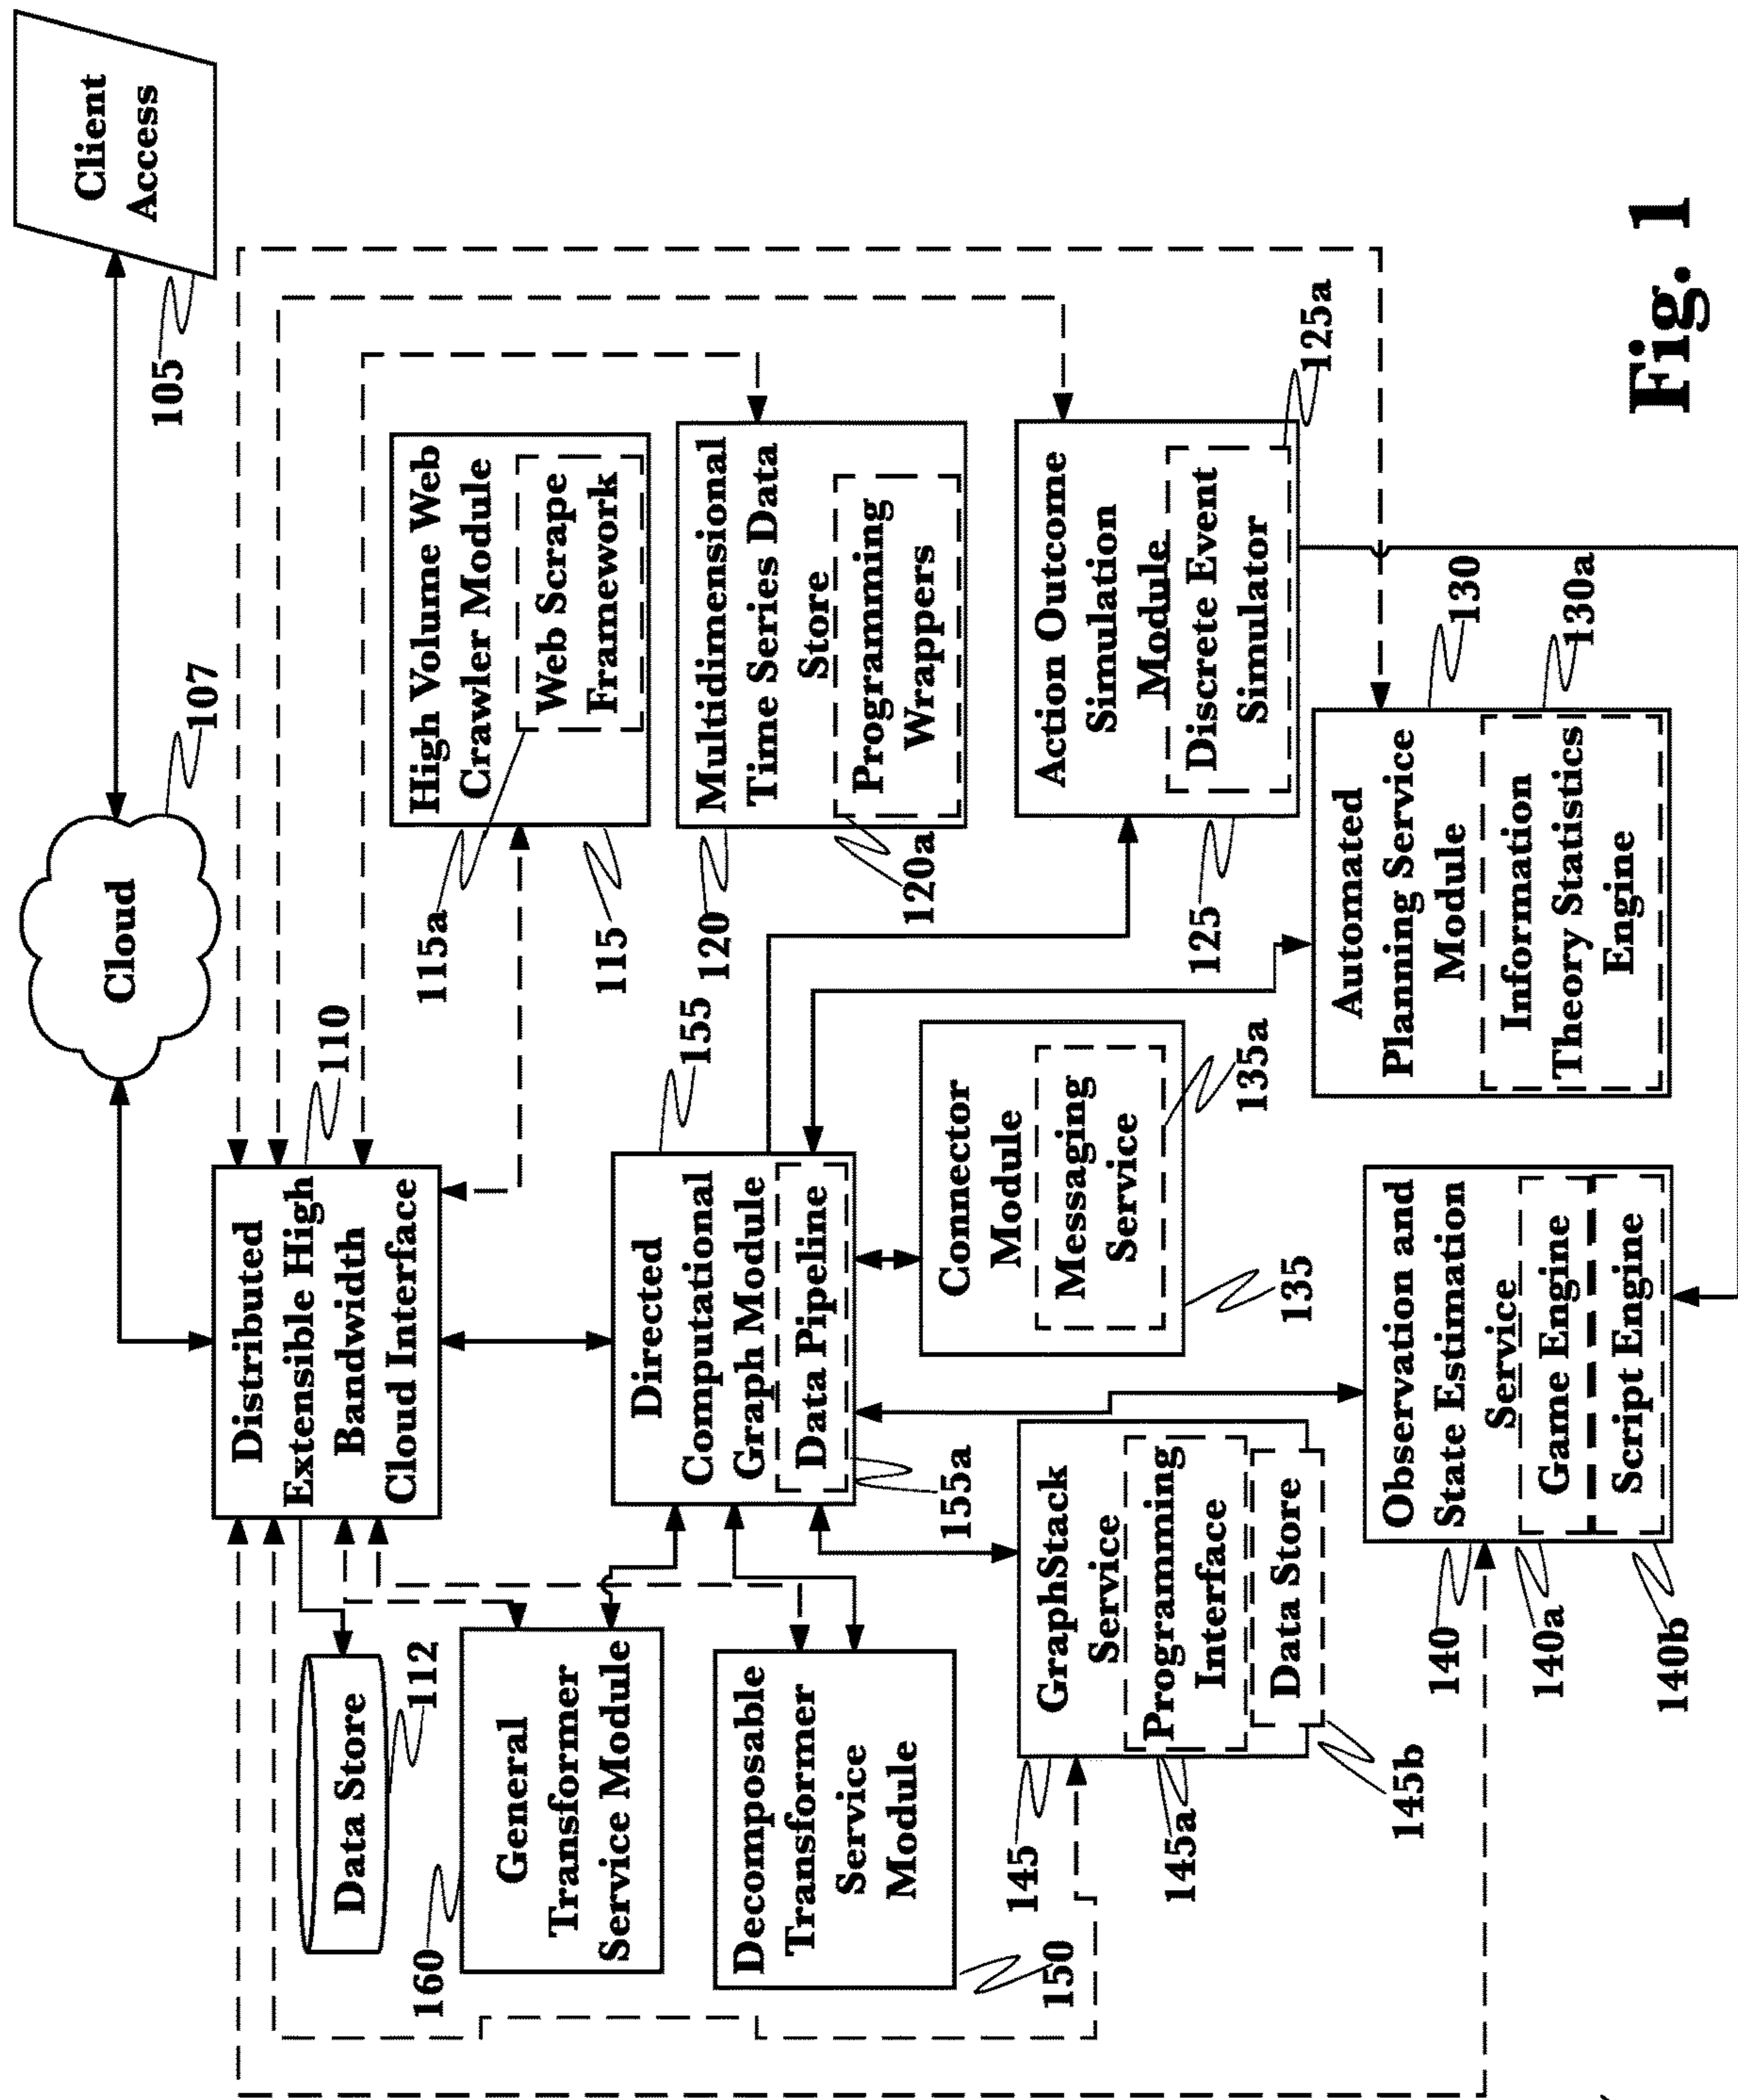 Client
Access
105
Cloud
107
Distributed
Extensible High
Bandwidth
Cloud Interface
110
Data Store
112
High Volume Web
Crawler Module
Web Scrape
Framework
115a
115
Multidimensional
Time Series Data
Store
Programming
Wrappers
120
120a
Action Outcome
Simulation
Module
Discrete Event
Simulator
125
125a
Automated
Planning Service
Module
Information
Theory Statistics
Engine
130
130a
Directed
Computational
Graph Module
Data Pipeline
155
155a
Connector
Module
Messaging
Service
135
135a
General
Transformer
Service Module
160
Decomposable
Transformer
Service
Module
150
GraphStack
Service
Programming
Interface
Data Store
145
145a
145b
Observation and
State Estimation
Service
Game Engine
Script Engine
140
140a
140b
Fig. 1